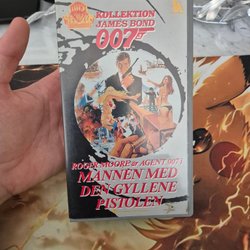 KOLLEKTION
JAMES BOND
007
ROGER MOORE är AGENT 007 i
MANNEN MED
DEN GYLLENE
PISTOLEN